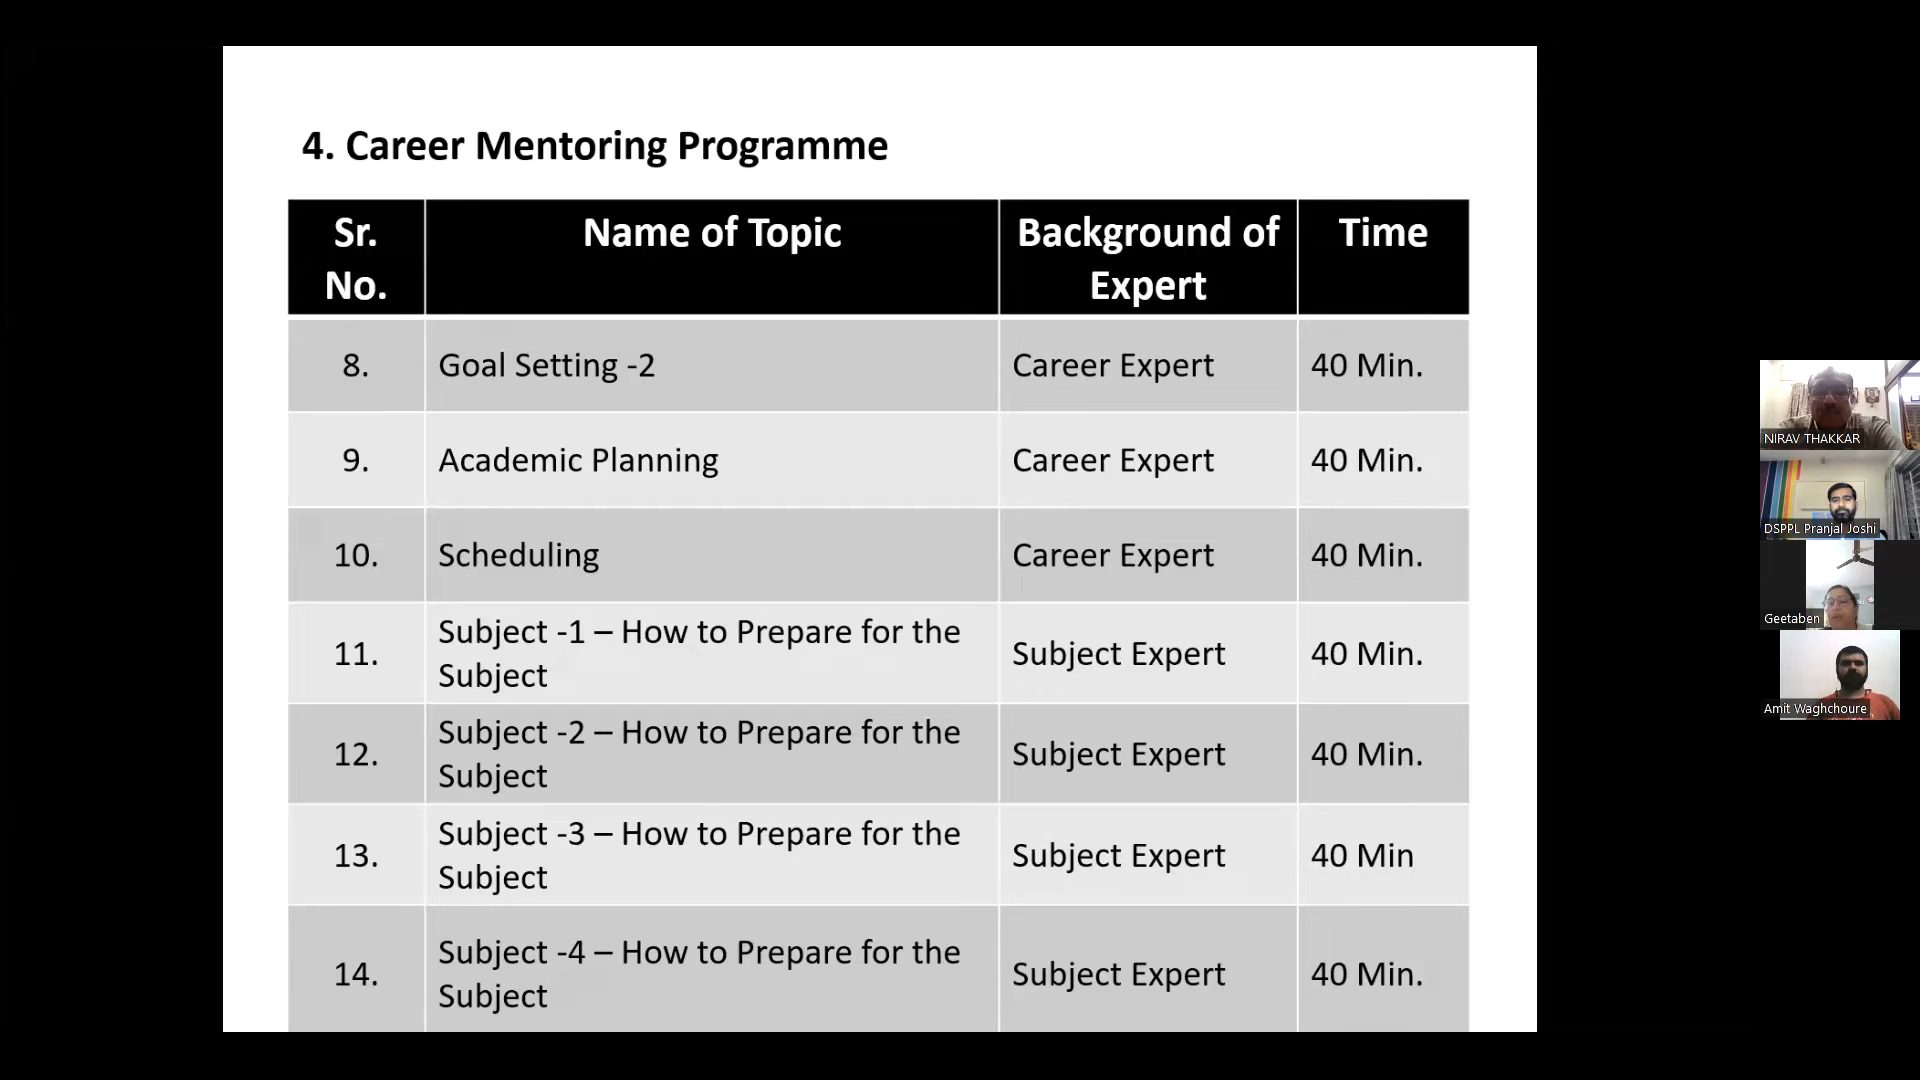 4. Career Mentoring Programme
Sr. No. Name of Topic Background of Expert Time
8. Goal Setting -2 Career Expert 40 Min.
9. Academic Planning Career Expert 40 Min.
10. Scheduling Career Expert 40 Min.
11. Subject -1 – How to Prepare for the Subject Subject Expert 40 Min.
12. Subject -2 – How to Prepare for the Subject Subject Expert 40 Min.
13. Subject -3 – How to Prepare for the Subject Subject Expert 40 Min
14. Subject -4 – How to Prepare for the Subject Subject Expert 40 Min.
NIRAV THAKKAR
DSPPL Pranjal Joshi
Geetaben
Amit Waghchoure